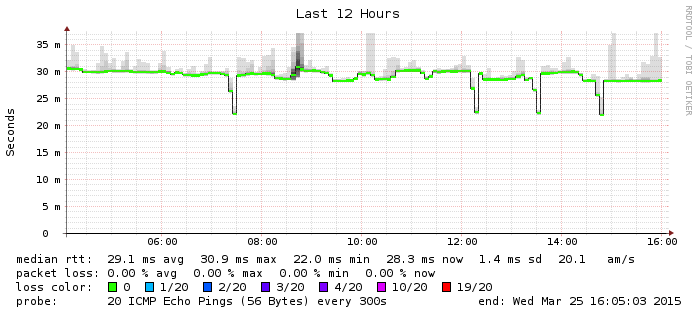 Last 12 Hours
RRDTOOL / TOBI OETIKER
Seconds
35 m
30 m
25 m
20 m
15 m
10 m
5 m
0
06:00 08:00 10:00 12:00 14:00 16:00
median rtt: 29.1 ms avg 30.9 ms max 22.0 ms min 28.3 ms now 1.4 ms sd 20.1 am/s
packet loss: 0.00 % avg 0.00 % max 0.00 % min 0.00 % now
loss color: 0 1/20 2/20 3/20 4/20 10/20 19/20
probe: 20 ICMP Echo Pings (56 Bytes) every 300s end: Wed Mar 25 16:05:03 2015